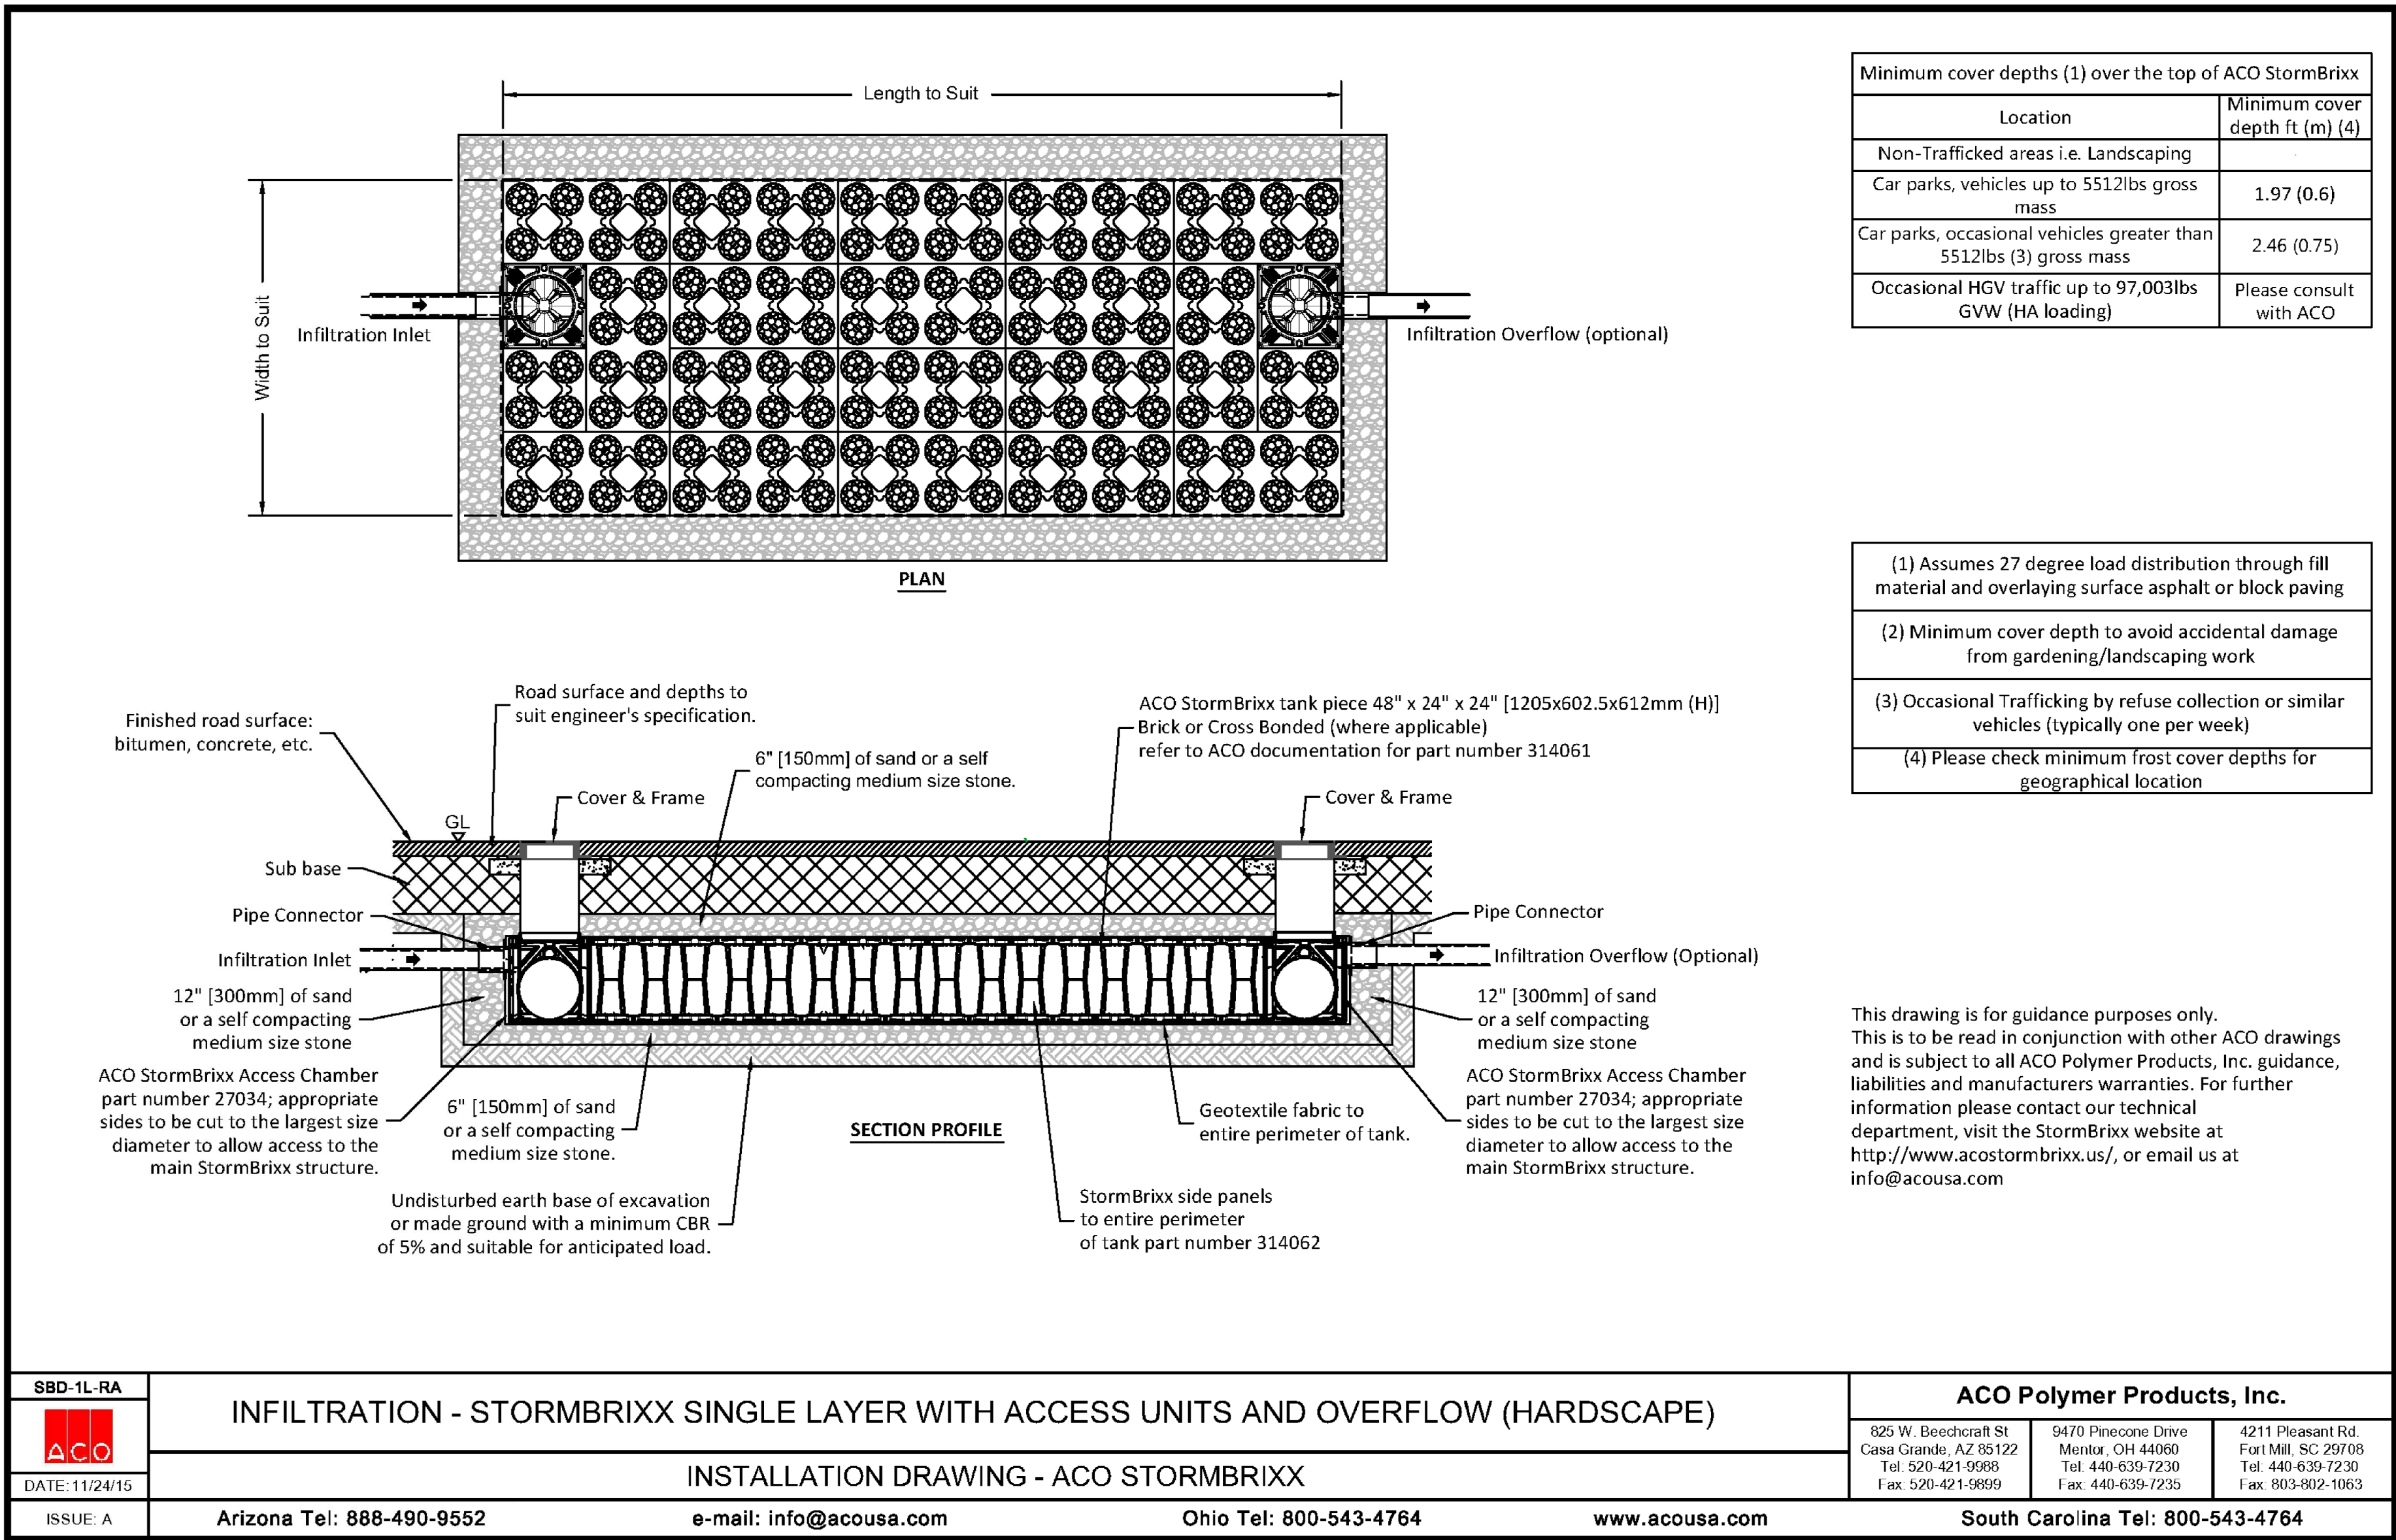 Length to Suit
Width to Suit
Infiltration Inlet
Infiltration Overflow (optional)
PLAN
Minimum cover depths (1) over the top of ACO StormBrixx
Location
Minimum cover
depth ft (m) (4)
Non-Trafficked areas i.e. Landscaping
-
Car parks, vehicles up to 5512lbs gross
mass
1.97 (0.6)
Car parks, occasional vehicles greater than
5512lbs (3) gross mass
2.46 (0.75)
Occasional HGV traffic up to 97,003lbs
GVW (HA loading)
Please consult
with ACO
(1) Assumes 27 degree load distribution through fill
material and overlaying surface asphalt or block paving
(2) Minimum cover depth to avoid accidental damage
from gardening/landscaping work
(3) Occasional Trafficking by refuse collection or similar
vehicles (typically one per week)
(4) Please check minimum frost cover depths for
geographical location
Finished road surface:
bitumen, concrete, etc.
Road surface and depths to
suit engineer's specification.
6" [150mm] of sand or a self
compacting medium size stone.
ACO StormBrixx tank piece 48" x 24" x 24" [1205x602.5x612mm (H)]
Brick or Cross Bonded (where applicable)
refer to ACO documentation for part number 314061
Cover & Frame
Cover & Frame
GL
Sub base
Pipe Connector
Infiltration Inlet
12" [300mm] of sand
or a self compacting
medium size stone
ACO StormBrixx Access Chamber
part number 27034; appropriate
sides to be cut to the largest size
diameter to allow access to the
main StormBrixx structure.
6" [150mm] of sand
or a self compacting
medium size stone.
Undisturbed earth base of excavation
or made ground with a minimum CBR
of 5% and suitable for anticipated load.
SECTION PROFILE
StormBrixx side panels
to entire perimeter
of tank part number 314062
Geotextile fabric to
entire perimeter of tank.
Pipe Connector
Infiltration Overflow (Optional)
12" [300mm] of sand
or a self compacting
medium size stone
ACO StormBrixx Access Chamber
part number 27034; appropriate
sides to be cut to the largest size
diameter to allow access to the
main StormBrixx structure.
This drawing is for guidance purposes only.
This is to be read in conjunction with other ACO drawings
and is subject to all ACO Polymer Products, Inc. guidance,
liabilities and manufacturers warranties. For further
information please contact our technical
department, visit the StormBrixx website at
http://www.acostormbrixx.us/, or email us at
info@acousa.com
SBD-1L-RA
ACO
DATE: 11/24/15
ISSUE: A
INFILTRATION - STORMBRIXX SINGLE LAYER WITH ACCESS UNITS AND OVERFLOW (HARDSCAPE)
INSTALLATION DRAWING - ACO STORMBRIXX
ACO Polymer Products, Inc.
825 W. Beechcraft St
Casa Grande, AZ 85122
Tel: 520-421-9988
Fax: 520-421-9899
9470 Pinecone Drive
Mentor, OH 44060
Tel: 440-639-7230
Fax: 440-639-7235
4211 Pleasant Rd.
Fort Mill, SC 29708
Tel: 440-639-7230
Fax: 803-802-1063
Arizona Tel: 888-490-9552
e-mail: info@acousa.com
Ohio Tel: 800-543-4764
www.acousa.com
South Carolina Tel: 800-543-4764